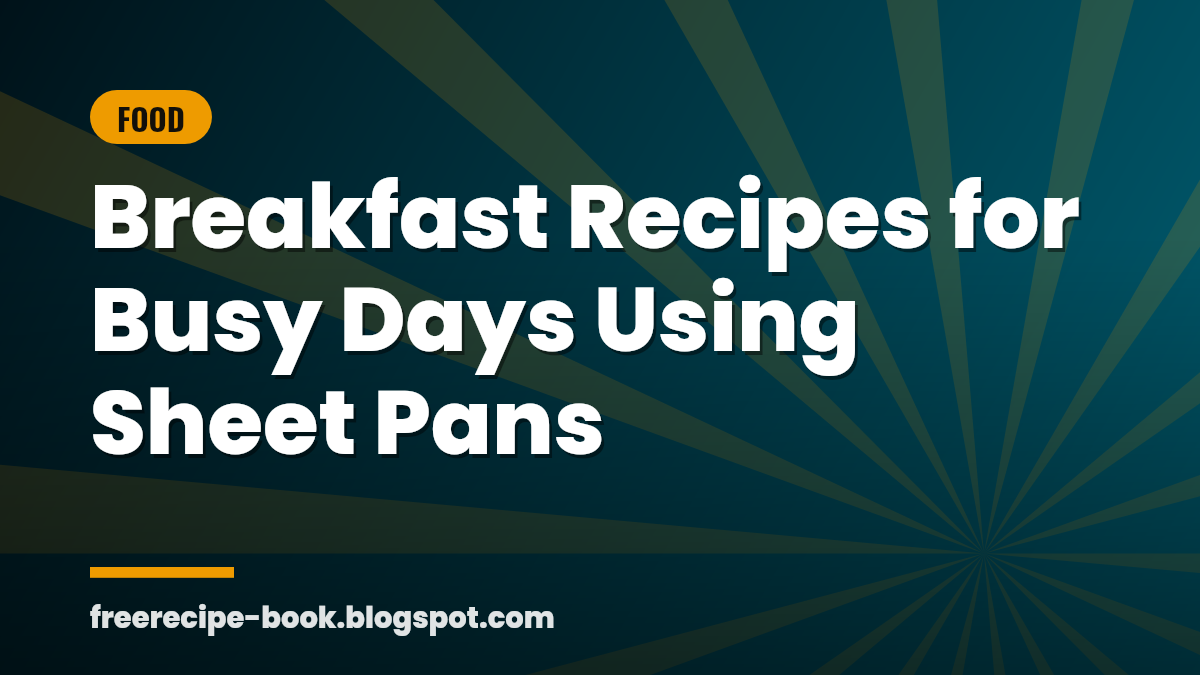 FOOD
Breakfast Recipes for
Busy Days Using
Sheet Pans
freerecipe-book.blogspot.com